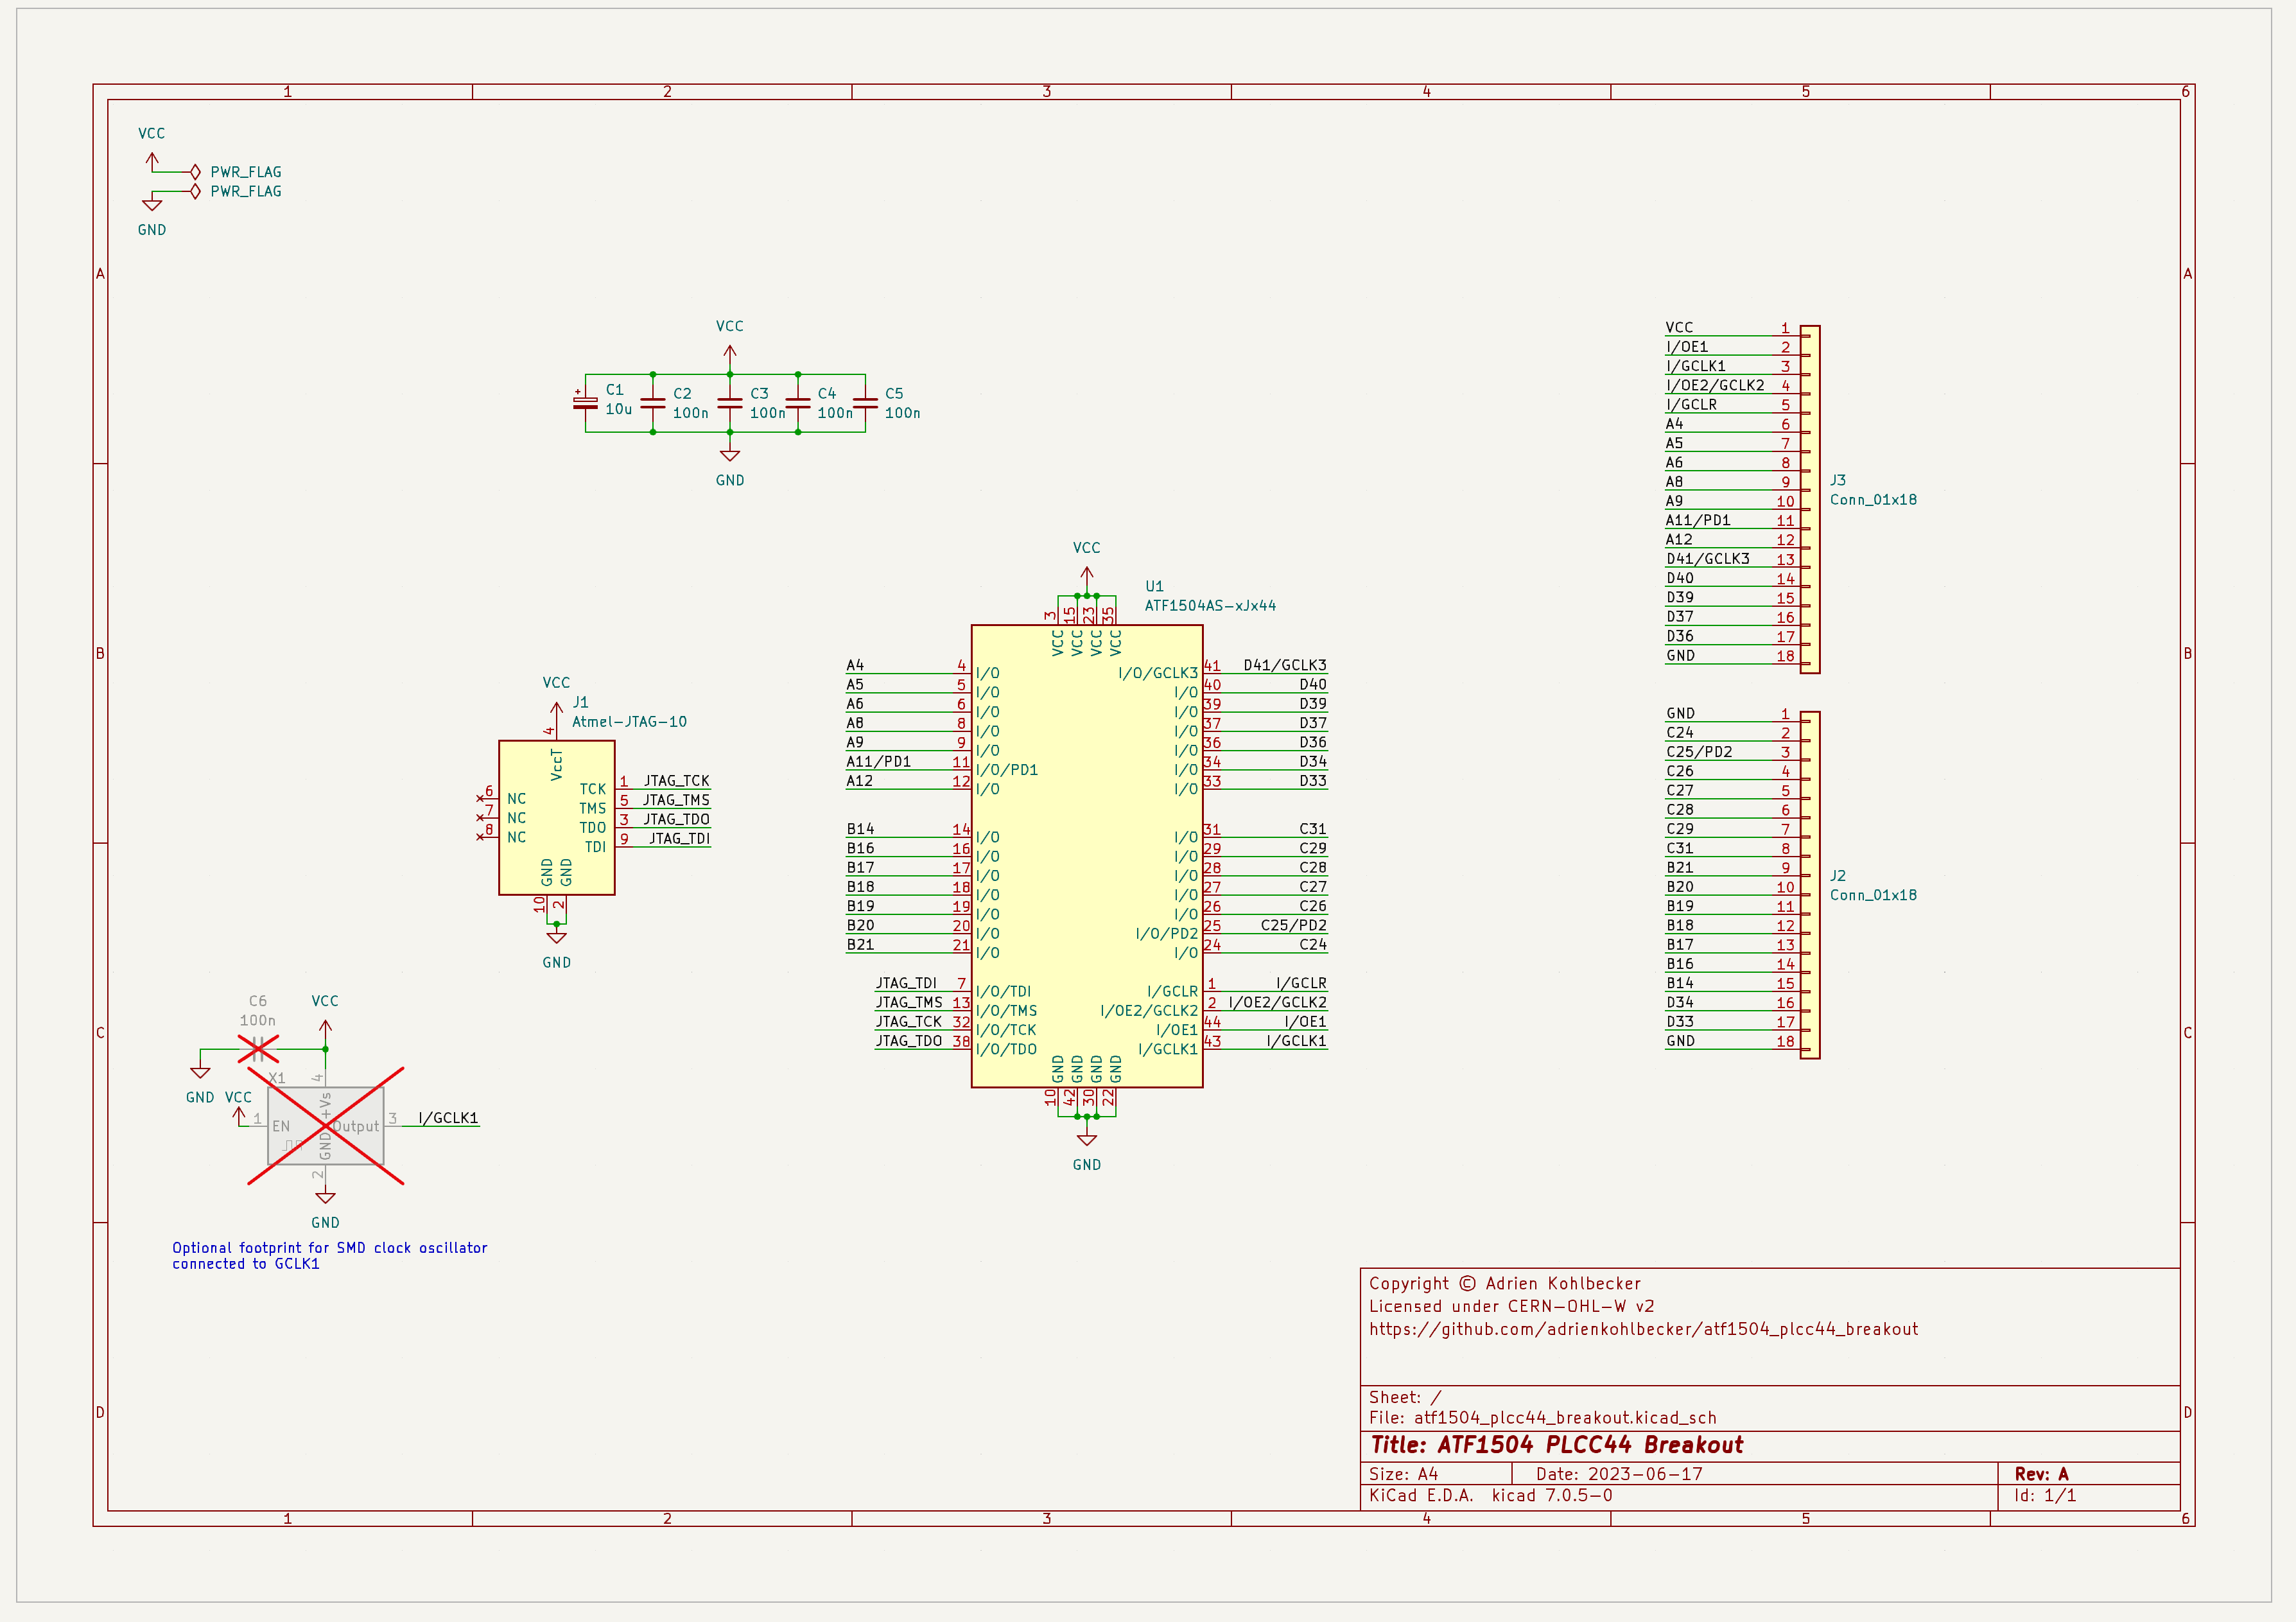 1 2 3 4 5 6
VCC
PWR_FLAG
PWR_FLAG
GND
A
A
VCC
C1
10u
C2
100n
C3
100n
C4
100n
C5
100n
GND
VCC 1
I/OE1 2
I/GCLK1 3
I/OE2/GCLK2 4
I/GCLR 5
A4 6
A5 7
A6 8
A8 9
A9 10
A11/PD1 11
A12 12
D41/GCLK3 13
D40 14
D39 15
D37 16
D36 17
GND 18
J3
Conn_01x18
VCC
U1
ATF1504AS-xJx44
3 15 23 35
VCC VCC VCC VCC
B
B
A4 4 I/O
A5 5 I/O
A6 6 I/O
A8 8 I/O
A9 9 I/O
A11/PD1 11 I/O/PD1
A12 12 I/O
B14 14 I/O
B16 16 I/O
B17 17 I/O
B18 18 I/O
B19 19 I/O
B20 20 I/O
B21 21 I/O
JTAG_TDI 7 I/O/TDI
JTAG_TMS 13 I/O/TMS
JTAG_TCK 32 I/O/TCK
JTAG_TDO 38 I/O/TDO
I/O/GCLK3 41 D41/GCLK3
I/O 40 D40
I/O 39 D39
I/O 37 D37
I/O 36 D36
I/O 34 D34
I/O 33 D33
I/O 31 C31
I/O 29 C29
I/O 28 C28
I/O 27 C27
I/O 26 C26
I/O/PD2 25 C25/PD2
I/O 24 C24
I/GCLR 1 I/GCLR
I/OE2/GCLK2 2 I/OE2/GCLK2
I/OE1 44 I/OE1
I/GCLK1 43 I/GCLK1
GND GND GND GND
10 42 30 22
GND
VCC
J1
Atmel-JTAG-10
4
VccT
6 NC
7 NC
8 NC
TCK 1 JTAG_TCK
TMS 5 JTAG_TMS
TDO 3 JTAG_TDO
TDI 9 JTAG_TDI
GND GND
10 2
GND
GND 1
C24 2
C25/PD2 3
C26 4
C27 5
C28 6
C29 7
C31 8
B21 9
B20 10
B19 11
B18 12
B17 13
B16 14
B14 15
D34 16
D33 17
GND 18
J2
Conn_01x18
C
C
C6
100n
VCC
GND
VCC
X1
4
+Vs
1 EN
Output 3 I/GCLK1
GND
2
GND
Optional footprint for SMD clock oscillator
connected to GCLK1
D
D
Copyright © Adrien Kohlbecker
Licensed under CERN-OHL-W v2
https://github.com/adrienkohlbecker/atf1504_plcc44_breakout
Sheet: /
File: atf1504_plcc44_breakout.kicad_sch
Title: ATF1504 PLCC44 Breakout
Size: A4 Date: 2023-06-17 Rev: A
KiCad E.D.A. kicad 7.0.5-0 Id: 1/1
1 2 3 4 5 6